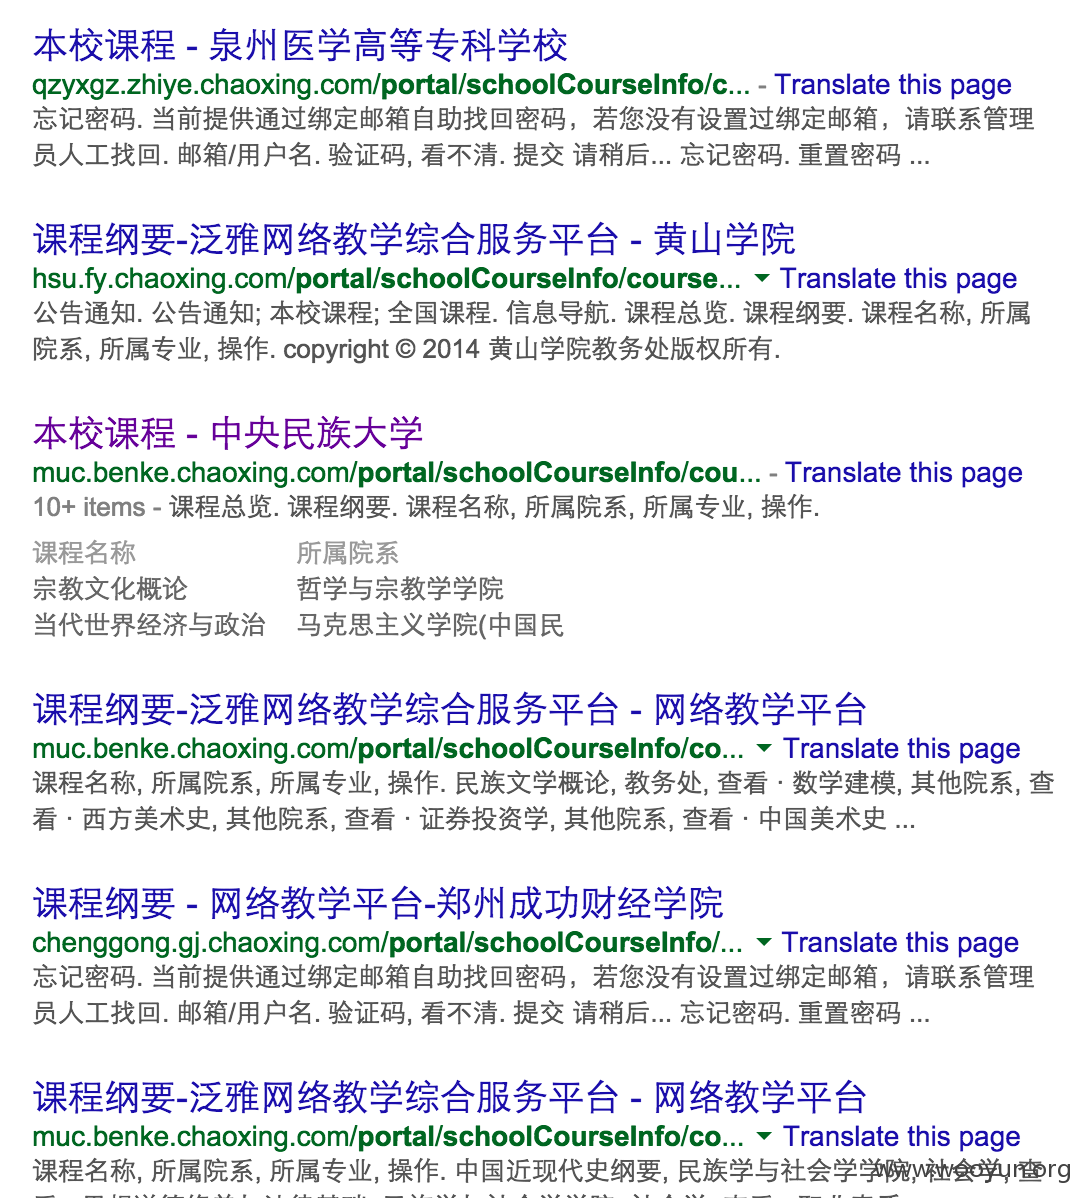 本校课程 - 泉州医学高等专科学校
qzyxgz.zhiye.chaoxing.com/portal/schoolCourseInfo/c... - Translate this page
忘记密码. 当前提供通过绑定邮箱自助找回密码，若您没有设置过绑定邮箱，请联系管理
员人工找回. 邮箱/用户名. 验证码, 看不清. 提交 请稍后... 忘记密码. 重置密码 ...
课程纲要-泛雅网络教学综合服务平台 - 黄山学院
hsu.fy.chaoxing.com/portal/schoolCourseInfo/course... Translate this page
公告通知. 公告通知; 本校课程; 全国课程. 信息导航. 课程总览. 课程纲要. 课程名称, 所属
院系, 所属专业, 操作. copyright © 2014 黄山学院教务处版权所有.
本校课程 - 中央民族大学
muc.benke.chaoxing.com/portal/schoolCourseInfo/cou... - Translate this page
10+ items - 课程总览. 课程纲要. 课程名称, 所属院系, 所属专业, 操作.
课程名称 所属院系
宗教文化概论 哲学与宗教学学院
当代世界经济与政治 马克思主义学院(中国民
课程纲要-泛雅网络教学综合服务平台 - 网络教学平台
muc.benke.chaoxing.com/portal/schoolCourseInfo/co... Translate this page
课程名称, 所属院系, 所属专业, 操作. 民族文学概论, 教务处, 查看 · 数学建模, 其他院系, 查
看 · 西方美术史, 其他院系, 查看 · 证券投资学, 其他院系, 查看 · 中国美术史 ...
课程纲要 - 网络教学平台-郑州成功财经学院
chenggong.gj.chaoxing.com/portal/schoolCourseInfo/... Translate this page
忘记密码. 当前提供通过绑定邮箱自助找回密码，若您没有设置过绑定邮箱，请联系管理
员人工找回. 邮箱/用户名. 验证码, 看不清. 提交 请稍后... 忘记密码. 重置密码 ...
课程纲要-泛雅网络教学综合服务平台 - 网络教学平台
muc.benke.chaoxing.com/portal/schoolCourseInfo/co... Translate this page
课程名称, 所属院系, 所属专业, 操作. 中国近现代史纲要, 民族学与社会学学院, 社会学, 查
www.wooyun.org